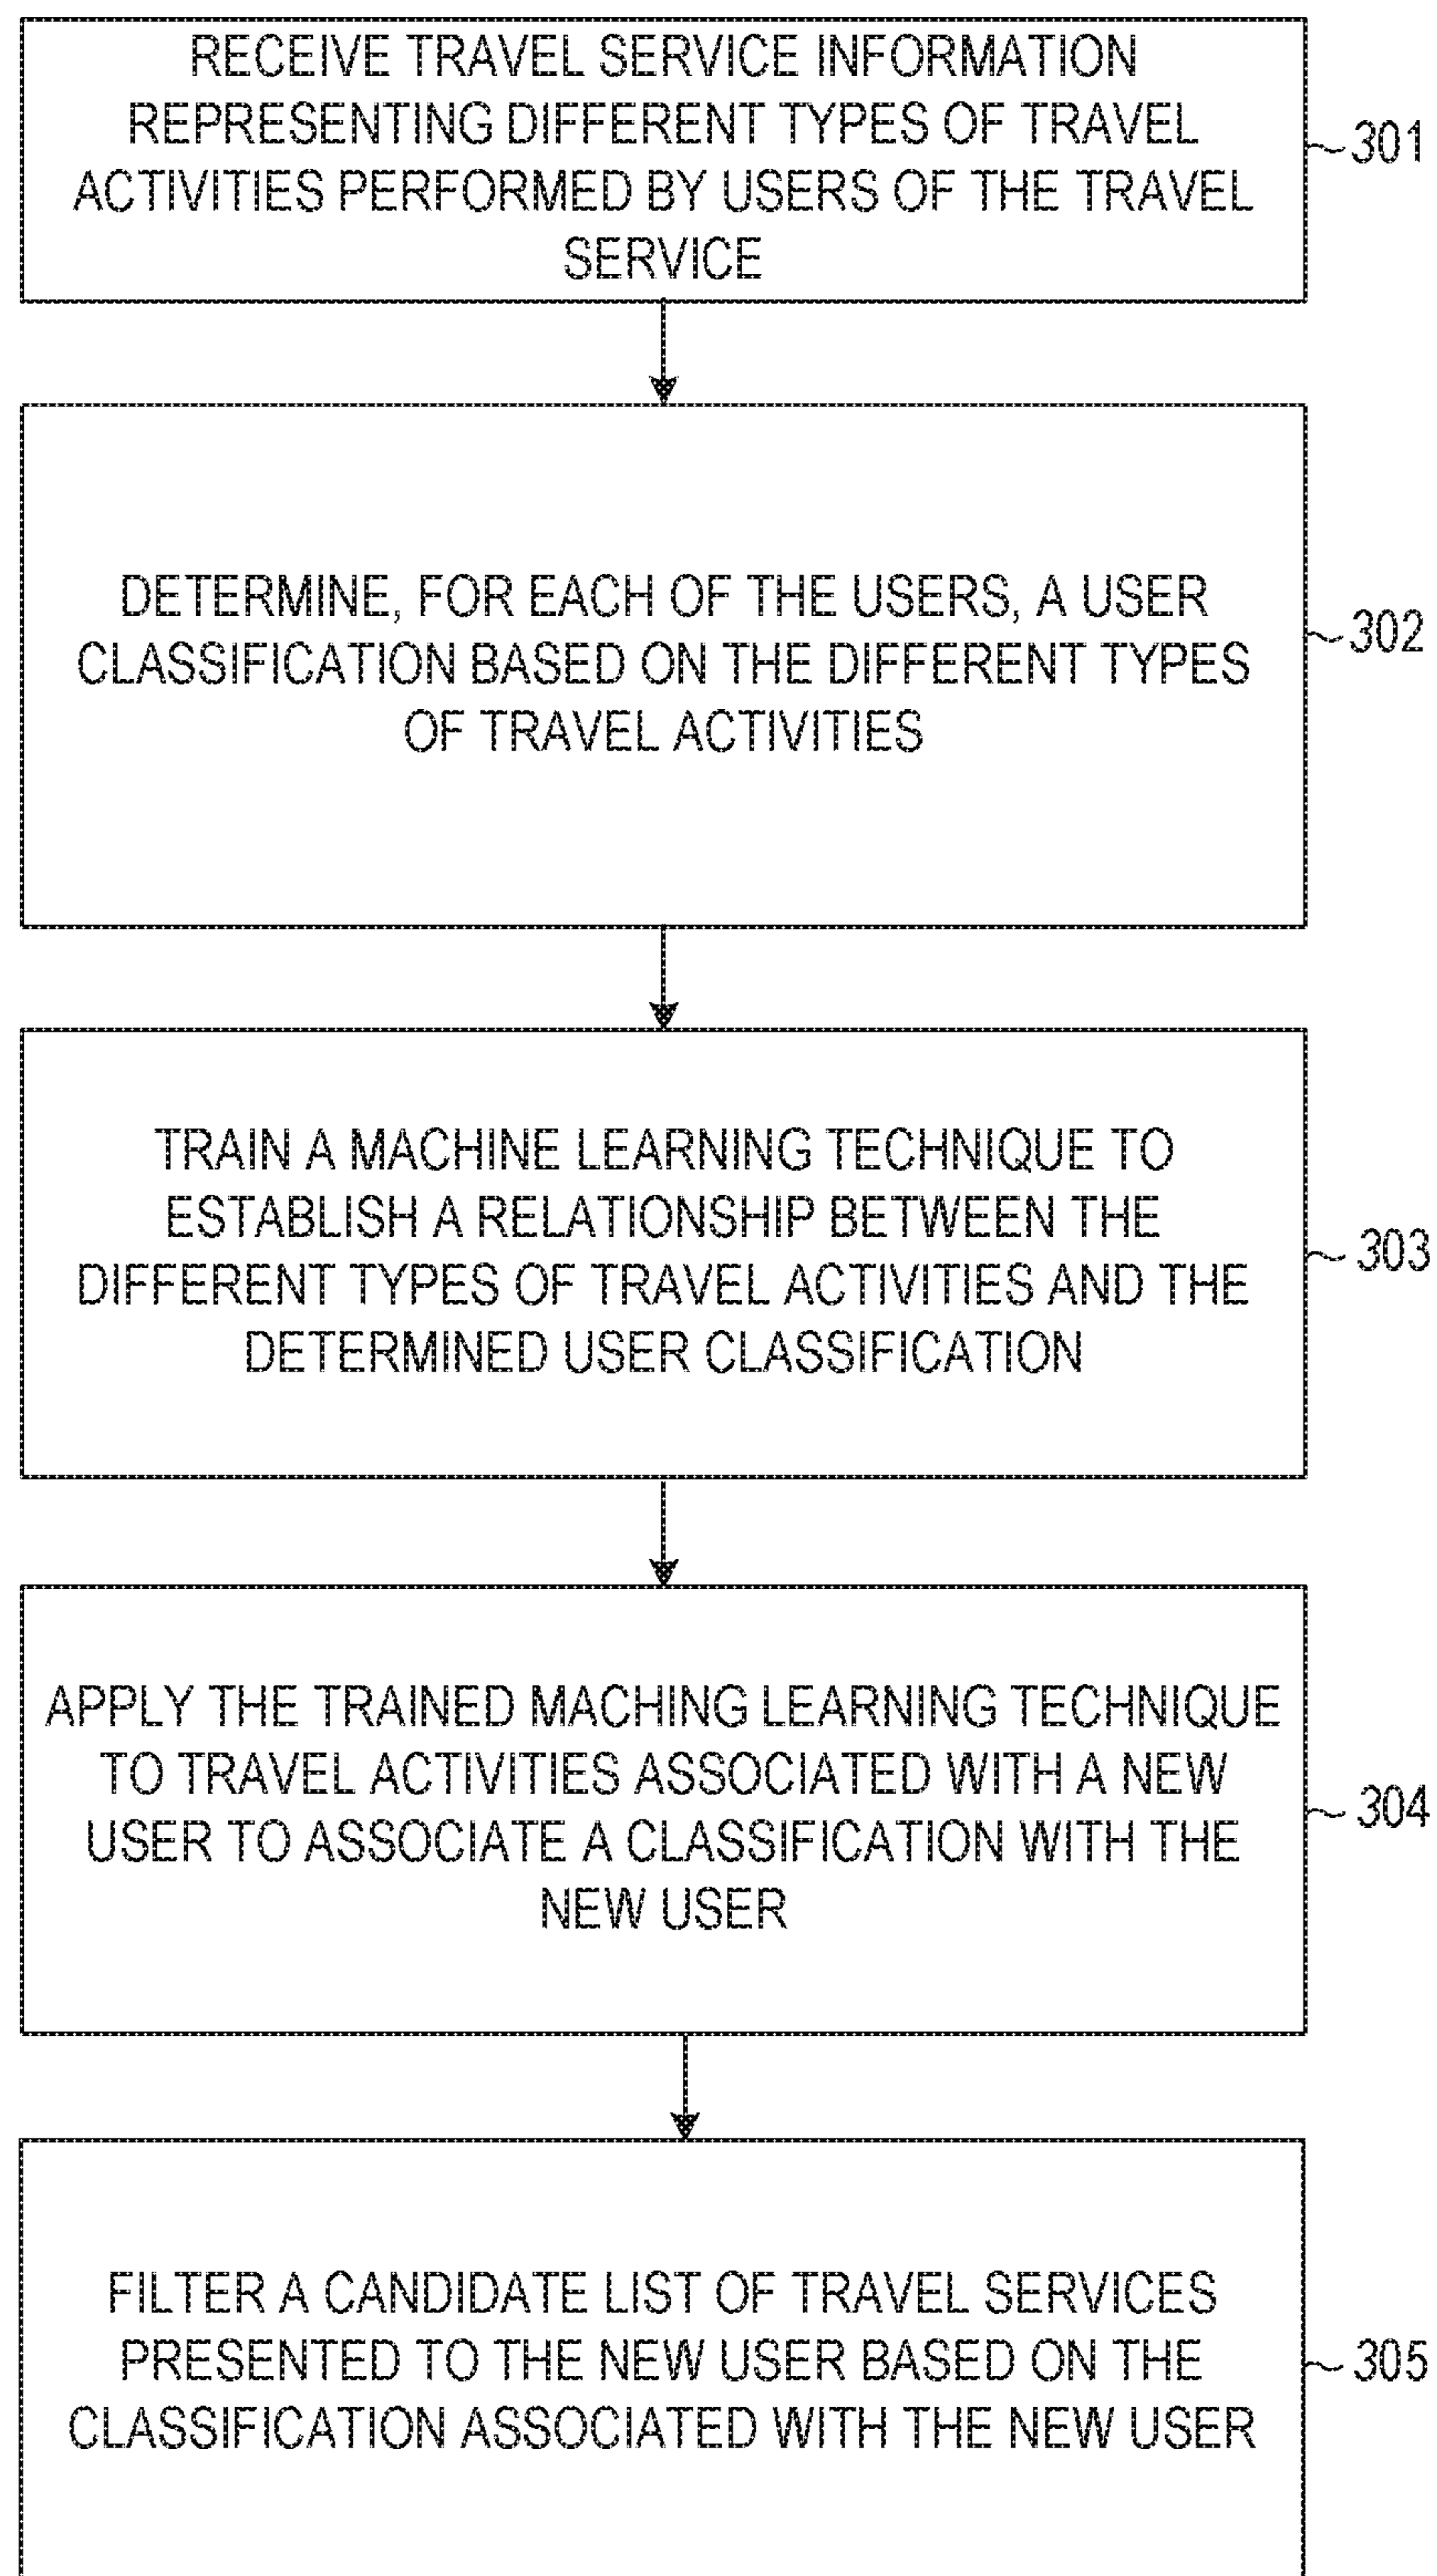 RECEIVE TRAVEL SERVICE INFORMATION
REPRESENTING DIFFERENT TYPES OF TRAVEL
ACTIVITIES PERFORMED BY USERS OF THE TRAVEL
SERVICE
301
DETERMINE, FOR EACH OF THE USERS, A USER
CLASSIFICATION BASED ON THE DIFFERENT TYPES
OF TRAVEL ACTIVITIES
302
TRAIN A MACHINE LEARNING TECHNIQUE TO
ESTABLISH A RELATIONSHIP BETWEEN THE
DIFFERENT TYPES OF TRAVEL ACTIVITIES AND THE
DETERMINED USER CLASSIFICATION
303
APPLY THE TRAINED MACHING LEARNING TECHNIQUE
TO TRAVEL ACTIVITIES ASSOCIATED WITH A NEW
USER TO ASSOCIATE A CLASSIFICATION WITH THE
NEW USER
304
FILTER A CANDIDATE LIST OF TRAVEL SERVICES
PRESENTED TO THE NEW USER BASED ON THE
CLASSIFICATION ASSOCIATED WITH THE NEW USER
305